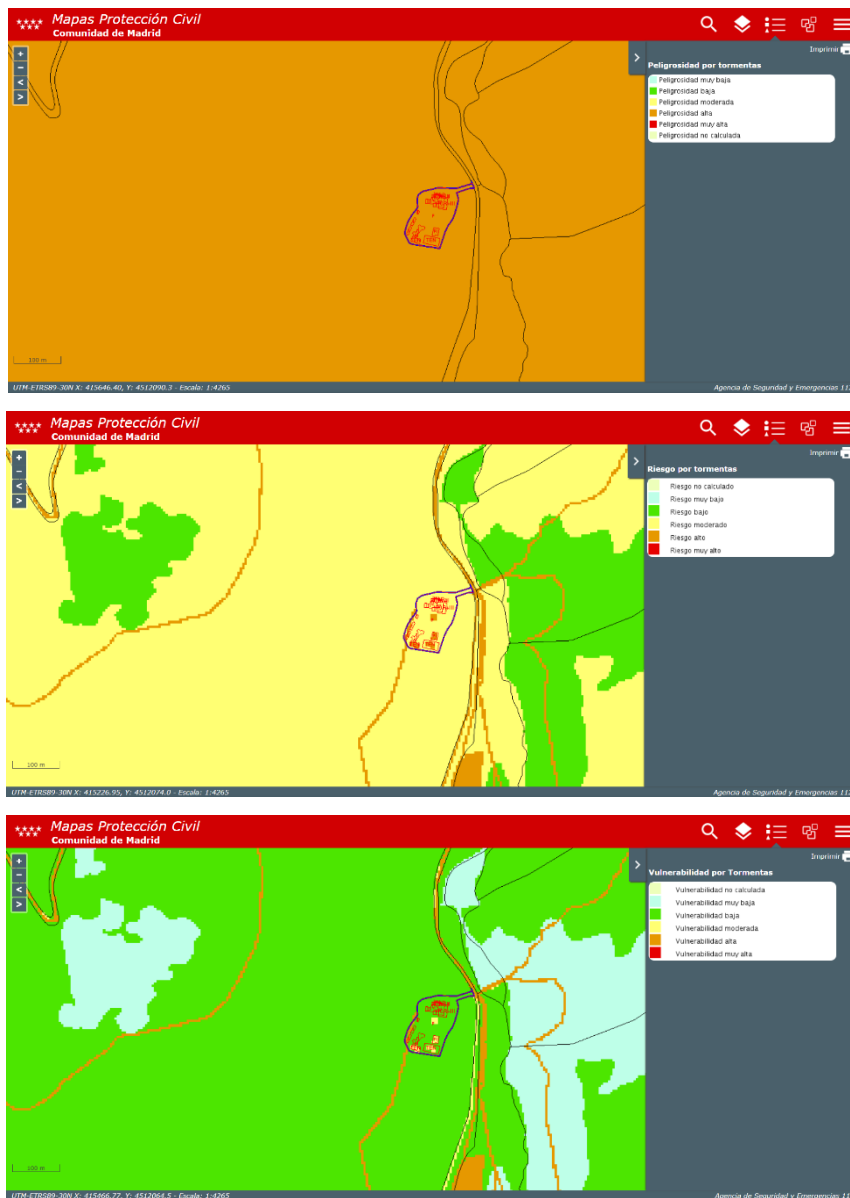 Mapas Protección Civil
Comunidad de Madrid
Imprimir
+
−
<
>
>
Peligrosidad por tormentas
Peligrosidad muy baja
Peligrosidad baja
Peligrosidad moderada
Peligrosidad alta
Peligrosidad muy alta
Peligrosidad no calculada
100 m
UTM-ETRS89-30N X: 415646.40, Y: 4512090.3 - Escala: 1:4265
Agencia de Seguridad y Emergencias 112
Mapas Protección Civil
Comunidad de Madrid
Imprimir
+
−
<
>
>
Riesgo por tormentas
Riesgo no calculado
Riesgo muy bajo
Riesgo bajo
Riesgo moderado
Riesgo alto
Riesgo muy alto
100 m
UTM-ETRS89-30N X: 415226.95, Y: 4512074.0 - Escala: 1:4265
Agencia de Seguridad y Emergencias 112
Mapas Protección Civil
Comunidad de Madrid
Imprimir
+
−
<
>
>
Vulnerabilidad por Tormentas
Vulnerabilidad no calculada
Vulnerabilidad muy baja
Vulnerabilidad baja
Vulnerabilidad moderada
Vulnerabilidad alta
Vulnerabilidad muy alta
100 m
UTM-ETRS89-30N X: 415466.77, Y: 4512064.5 - Escala: 1:4265
Agencia de Seguridad y Emergencias 11